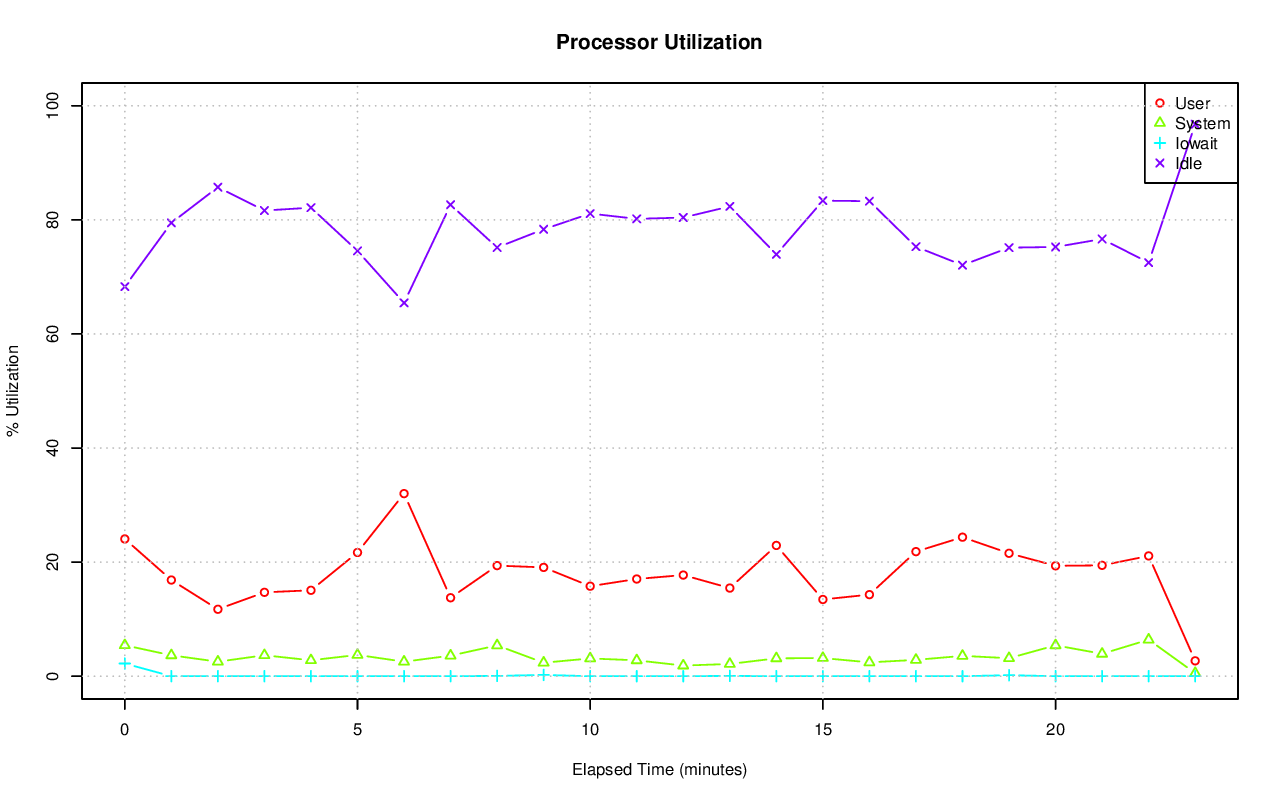 Processor Utilization
% Utilization
100
80
60
40
20
0
User
System
Iowait
Idle
0 5 10 15 20
Elapsed Time (minutes)